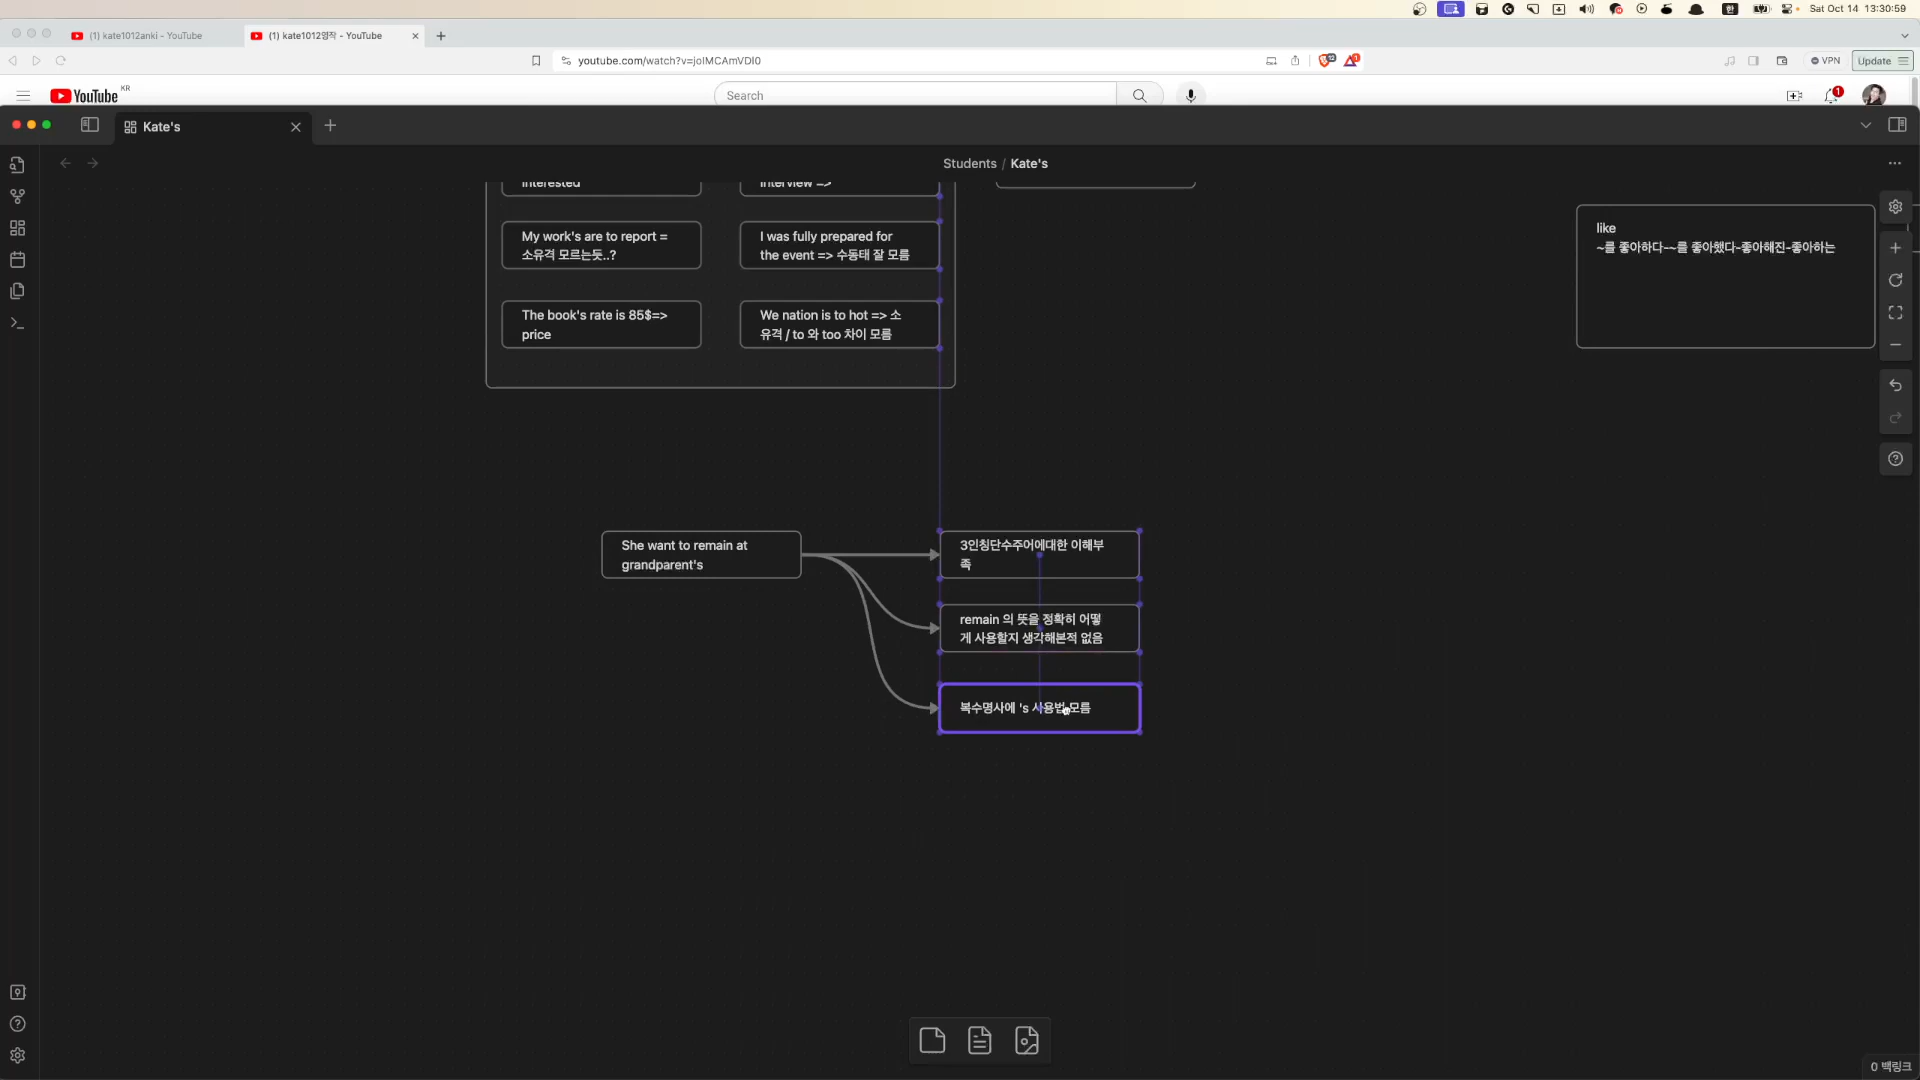 Sat Oct 14 13:30:59
(1) kate1012anki - YouTube
(1) kate1012영작 - YouTube
youtube.com/watch?v=joIMCAmVDI0
VPN
Update
YouTube KR
Search
1
Kate's
Students / Kate's
interested
interview =>
My work's are to report =
소유격 모르는듯..?
I was fully prepared for
the event => 수동태 잘 모름
The book's rate is 85$=>
price
We nation is to hot => 소
유격 / to 와 too 차이 모름
like
~를 좋아하다-~를 좋아했다-좋아해진-좋아하는
She want to remain at
grandparent's
3인칭단수주어에대한 이해부
족
remain 의 뜻을 정확히 어떻
게 사용할지 생각해본적 없음
복수명사에 's 사용법 모름
0 백링크